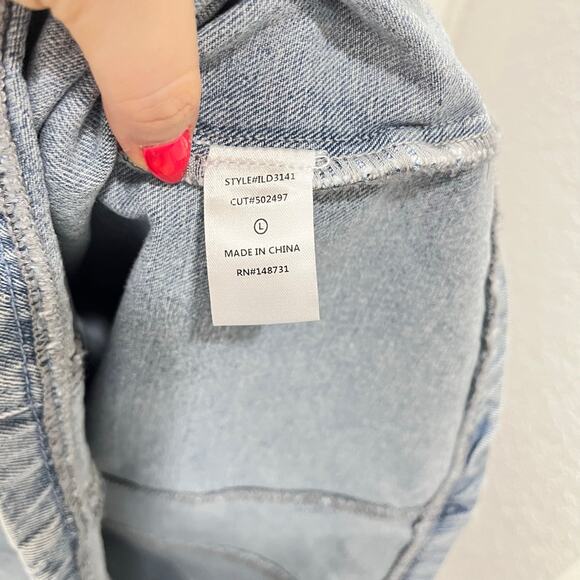 STYLE#ILD3141
CUT#502497
L
MADE IN CHINA
RN#148731